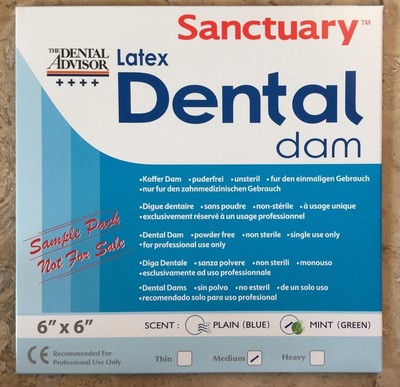 Sanctuary™
THE DENTAL
ADVISOR
++++
Latex
Dental
dam
•Koffer Dam •puderfrei •unsteril •fur den einmaligen Gebrauch
•nur fur den zahnmedizinischen Gebrauch
•Digue dentaire •sans poudre •non-stérile •à usage unique
•exclusivement réservé à un usage professionnel
•Dental Dam •powder free •non sterile •single use only
•for professional use only
•Diga Dentale •sanza polvere •non sterili •monouso
•esclusivamente ad uso professionnale
•Dental Dams •sin polvo •no esteril •de un solo uso
•recomendado solo para uso profesional
Sample Pack
Not For Sale
6” x 6”
SCENT : PLAIN (BLUE) MINT (GREEN)
CE Recommended For
Professional Use Only
Thin Medium Heavy